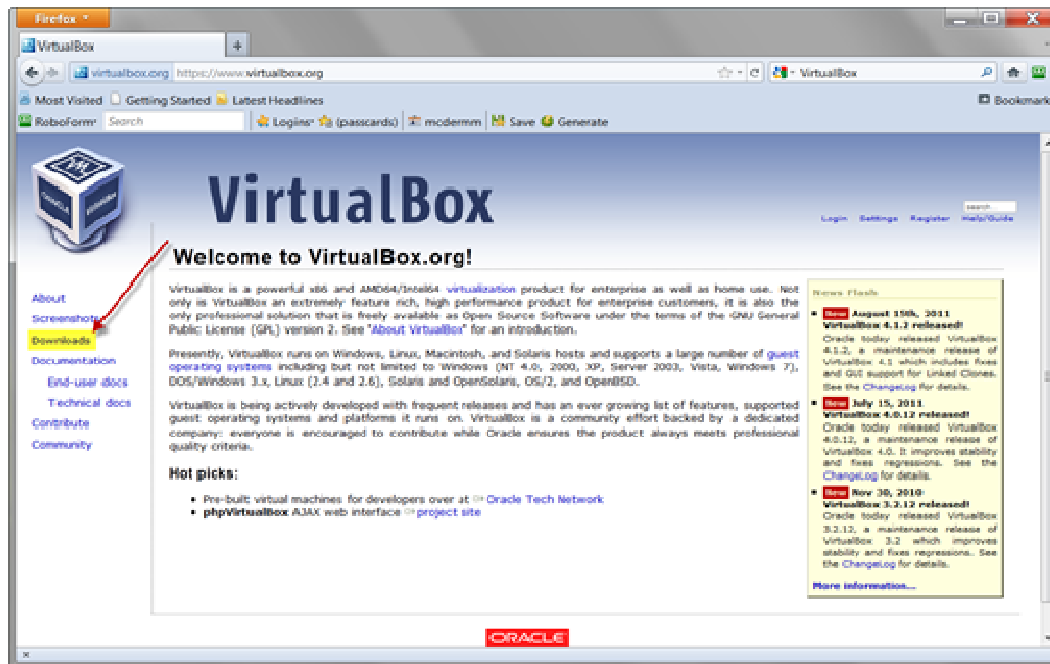 Firefox
VirtualBox
virtualbox.org https://www.virtualbox.org
VirtualBox
Most Visited Getting Started Latest Headlines
Bookmark
RoboForm Search Logins (passcards) mcdermm Save Generate
VirtualBox
search...
Login Settings Register Help/Guide
Welcome to VirtualBox.org!
About
Screenshots
Downloads
Documentation
End-user docs
Technical docs
Contribute
Community
VirtualBox is a powerful x86 and AMD64/Intel64 virtualization product for enterprise as well as home use. Not
only is VirtualBox an extremely feature rich, high performance product for enterprise customers, it is also the
only professional solution that is freely available as Open Source Software under the terms of the GNU General
Public License (GPL) version 2. See "About VirtualBox" for an introduction.
Presently, VirtualBox runs on Windows, Linux, Macintosh, and Solaris hosts and supports a large number of guest
operating systems including but not limited to Windows (NT 4.0, 2000, XP, Server 2003, Vista, Windows 7),
DOS/Windows 3.x, Linux (2.4 and 2.6), Solaris and OpenSolaris, OS/2, and OpenBSD.
VirtualBox is being actively developed with frequent releases and has an ever growing list of features, supported
guest operating systems and platforms it runs on. VirtualBox is a community effort backed by a dedicated
company: everyone is encouraged to contribute while Oracle ensures the product always meets professional
quality criteria.
Hot picks:
Pre-built virtual machines for developers over at Oracle Tech Network
phpVirtualBox AJAX web interface project site
News Flash
New August 15th, 2011
VirtualBox 4.1.2 released!
Oracle today released VirtualBox
4.1.2, a maintenance release of
VirtualBox 4.1 which includes fixes
and GUI support for Linked Clones.
See the ChangeLog for details.
New July 15, 2011
VirtualBox 4.0.12 released!
Oracle today released VirtualBox
4.0.12, a maintenance release of
VirtualBox 4.0. It improves stability
and fixes regressions. See the
ChangeLog for details.
New Nov 30, 2010
VirtualBox 3.2.12 released!
Oracle today released VirtualBox
3.2.12, a maintenance release of
VirtualBox 3.2 which improves
stability and fixes regressions. See
the ChangeLog for details.
More information...
ORACLE